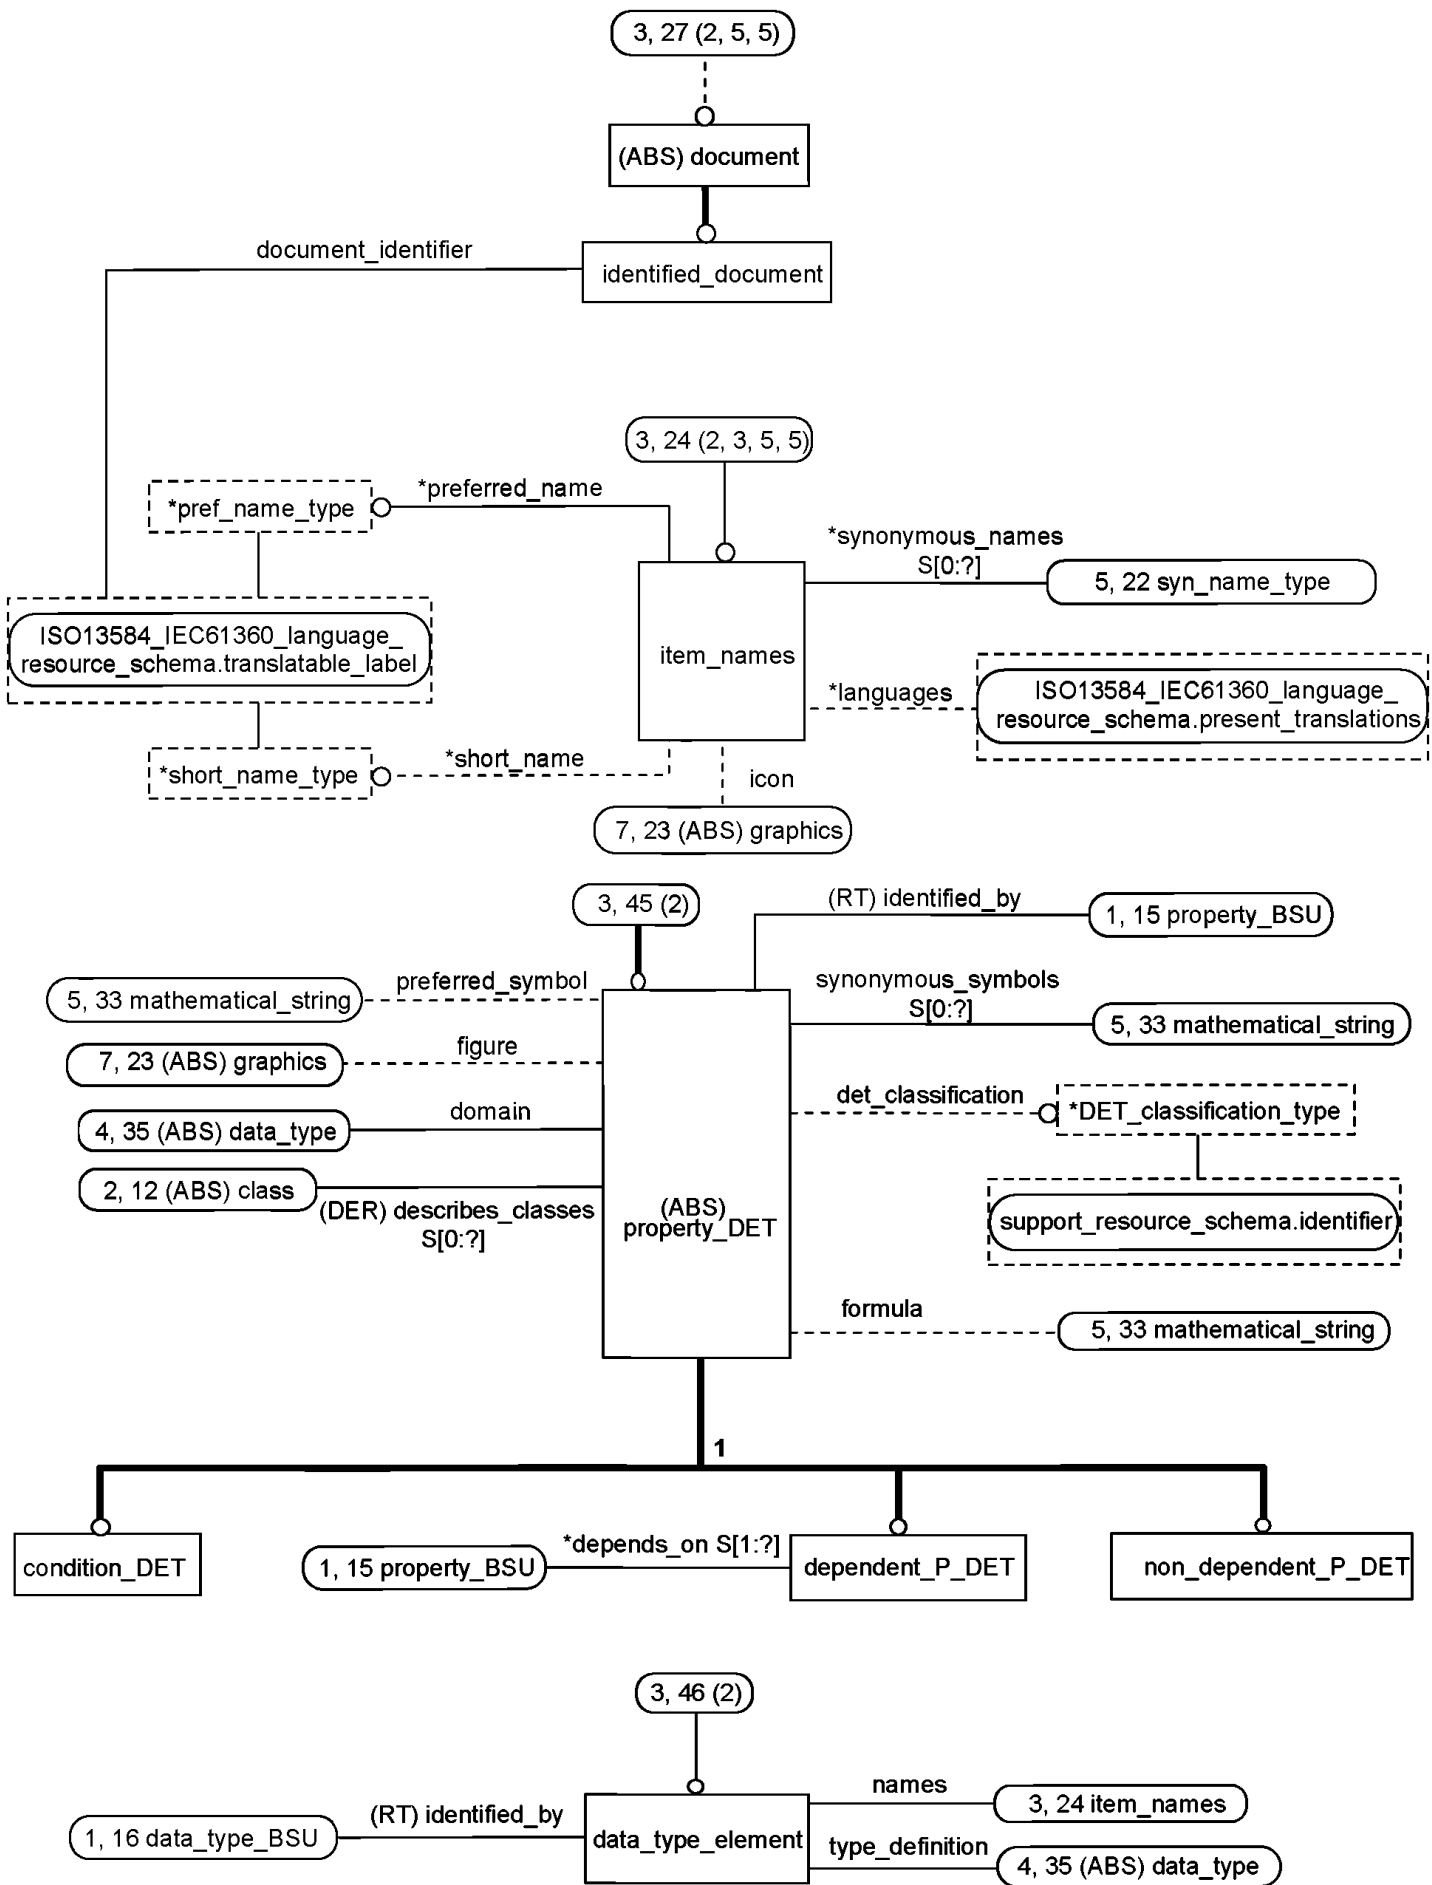 3, 27 (2, 5, 5)
(ABS) document
document_identifier
identified_document
3, 24 (2, 3, 5, 5)
*pref_name_type
*preferred_name
*synonymous_names
S[0:?]
5, 22 syn_name_type
ISO13584_IEC61360_language_
resource_schema.translatable_label
item_names
*languages
ISO13584_IEC61360_language_
resource_schema.present_translations
*short_name_type
*short_name
icon
7, 23 (ABS) graphics
3, 45 (2)
(RT) identified_by
1, 15 property_BSU
5, 33 mathematical_string
preferred_symbol
synonymous_symbols
S[0:?]
5, 33 mathematical_string
7, 23 (ABS) graphics
figure
det_classification
*DET_classification_type
4, 35 (ABS) data_type
domain
2, 12 (ABS) class
(DER) describes_classes
S[0:?]
(ABS)
property_DET
support_resource_schema.identifier
formula
5, 33 mathematical_string
1
condition_DET
1, 15 property_BSU
*depends_on S[1:?]
dependent_P_DET
non_dependent_P_DET
3, 46 (2)
1, 16 data_type_BSU
(RT) identified_by
data_type_element
names
3, 24 item_names
type_definition
4, 35 (ABS) data_type